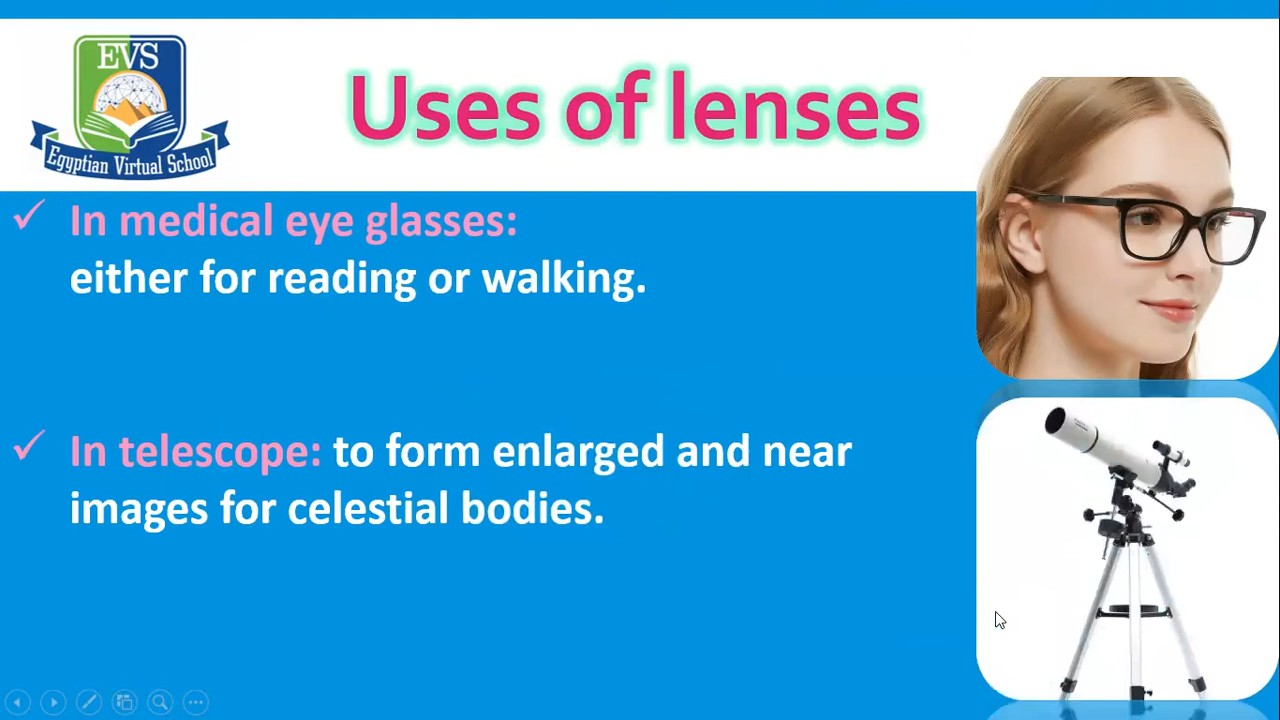 EVS
Egyptian Virtual School
Uses of lenses
✓ In medical eye glasses:
either for reading or walking.
✓ In telescope: to form enlarged and near
images for celestial bodies.